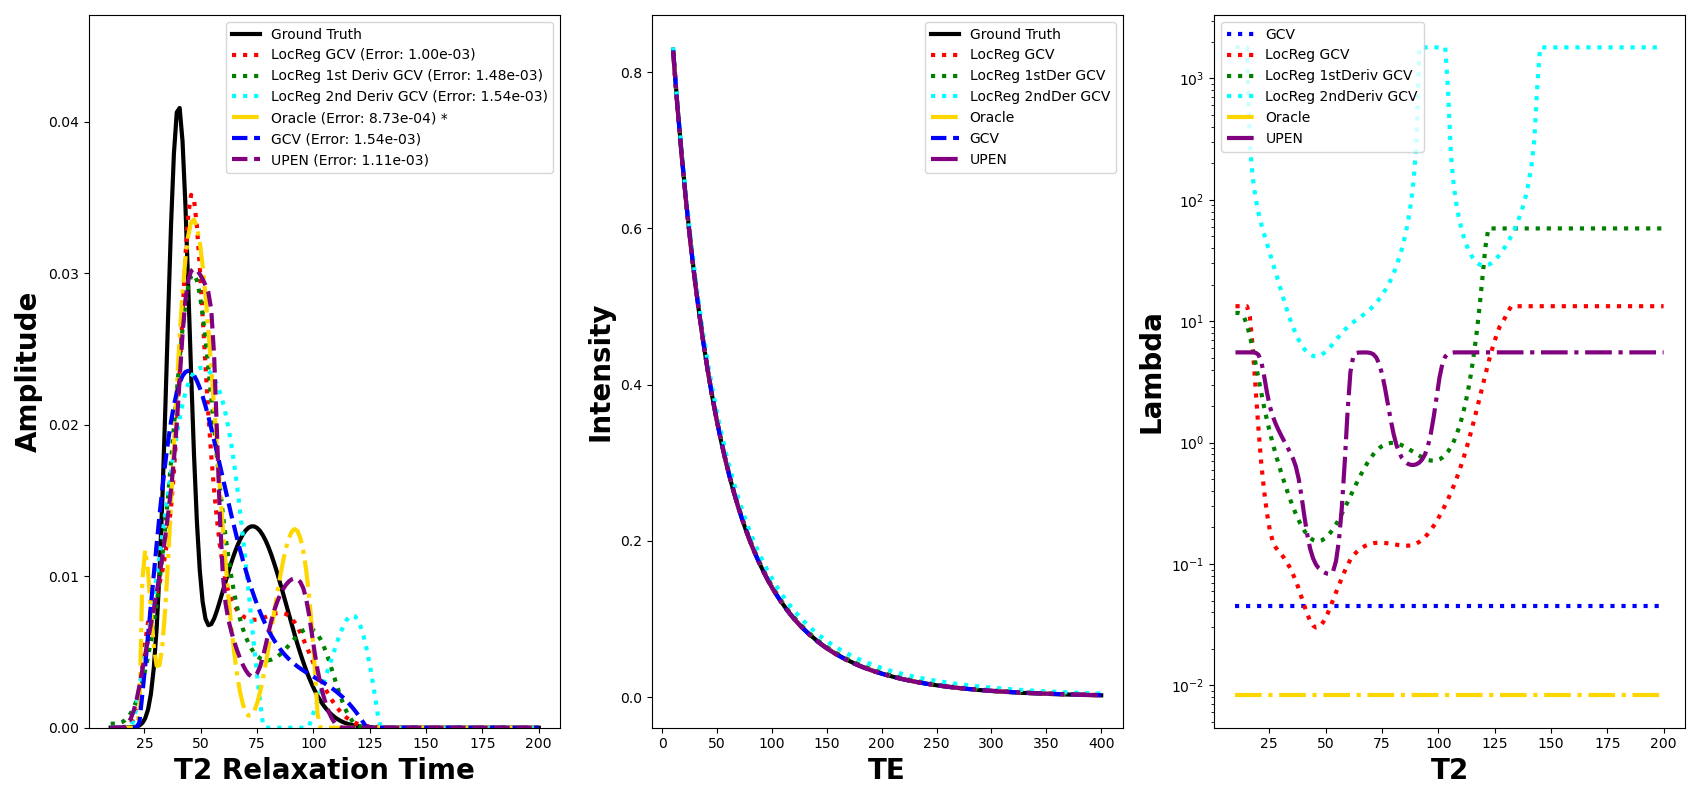 Amplitude
0.04
0.03
0.02
0.01
0.00
25 50 75 100 125 150 175 200
T2 Relaxation Time
Ground Truth
LocReg GCV (Error: 1.00e-03)
LocReg 1st Deriv GCV (Error: 1.48e-03)
LocReg 2nd Deriv GCV (Error: 1.54e-03)
Oracle (Error: 8.73e-04) *
GCV (Error: 1.54e-03)
UPEN (Error: 1.11e-03)
Intensity
0.8
0.6
0.4
0.2
0.0
0 50 100 150 200 250 300 350 400
TE
Ground Truth
LocReg GCV
LocReg 1stDer GCV
LocReg 2ndDer GCV
Oracle
GCV
UPEN
Lambda
10³
10²
10¹
10⁰
10⁻¹
10⁻²
25 50 75 100 125 150 175 200
T2
GCV
LocReg GCV
LocReg 1stDeriv GCV
LocReg 2ndDeriv GCV
Oracle
UPEN